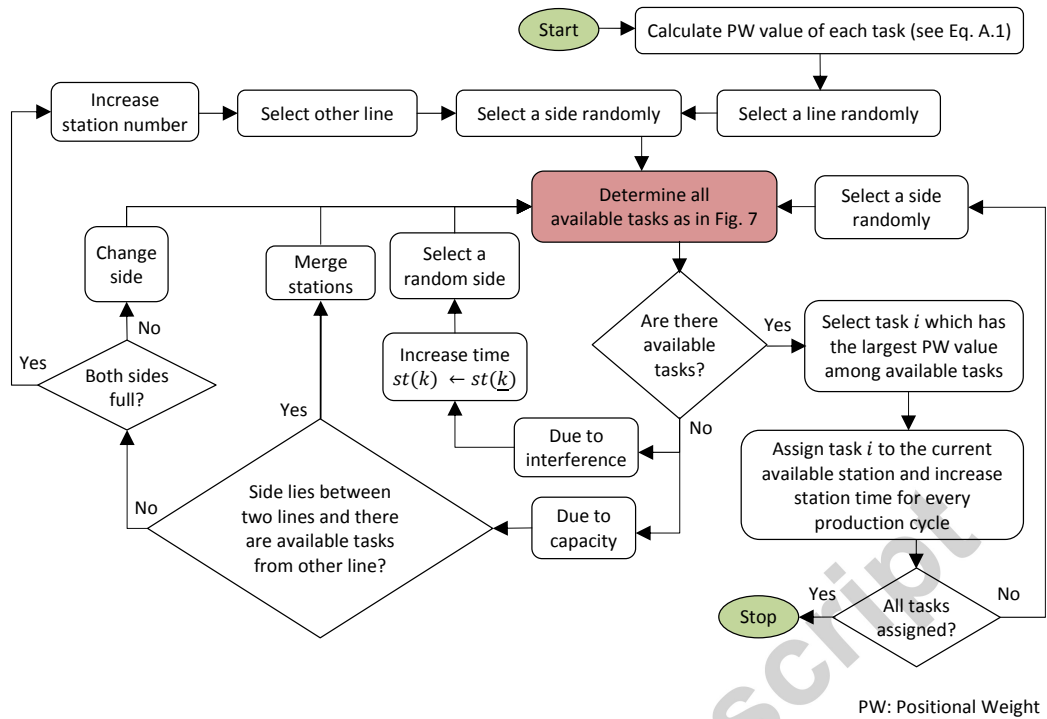 Start
Calculate PW value of each task (see Eq. A.1)
Increase
station number
Select other line
Select a side randomly
Select a line randomly
Determine all
available tasks as in Fig. 7
Select a side
randomly
Change
side
Merge
stations
Select a
random side
No
Yes
Both sides
full?
Increase time
st(k) ← st(k̲)
Are there
available
tasks?
Yes
Select task i which has
the largest PW value
among available tasks
Yes
No
Due to
interference
Assign task i to the current
available station and increase
station time for every
production cycle
No
Side lies between
two lines and there
are available tasks
from other line?
Due to
capacity
Yes
No
Stop
All tasks
assigned?
script
PW: Positional Weight